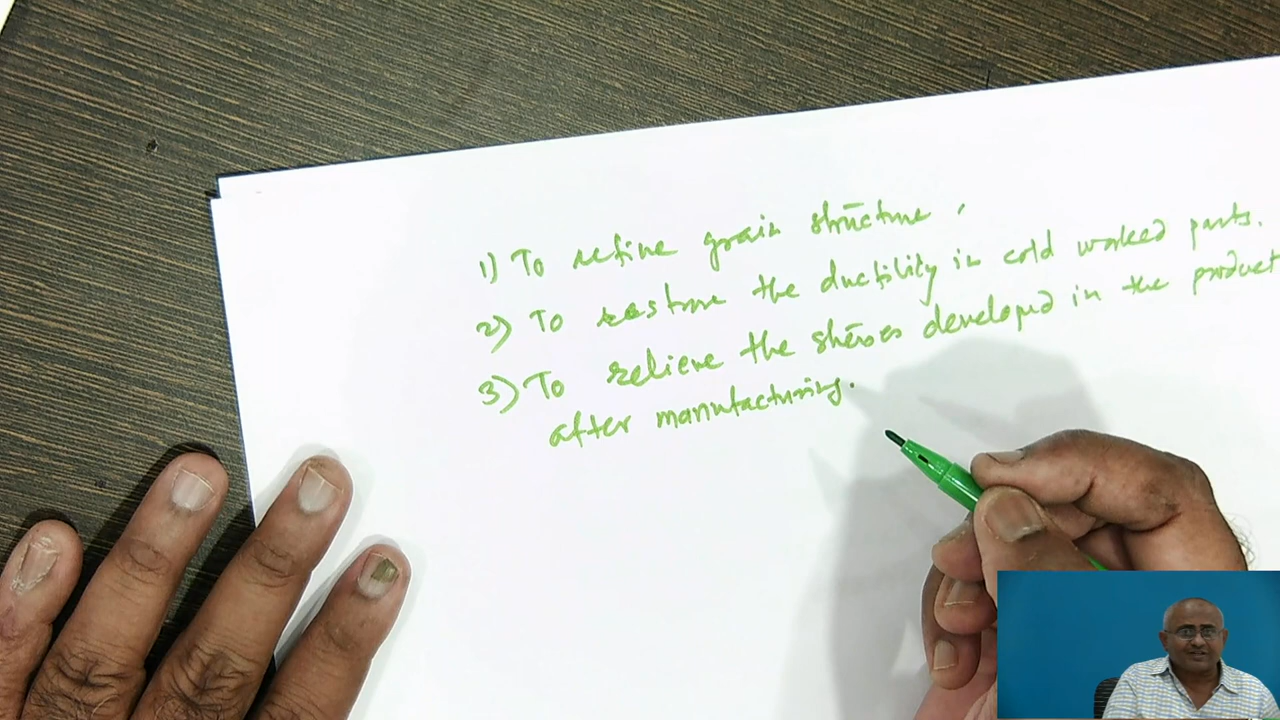 1) To refine grain structure.
2) To restore the ductility in cold worked parts.
3) To relieve the stresses developed in the product
after manufacturing.